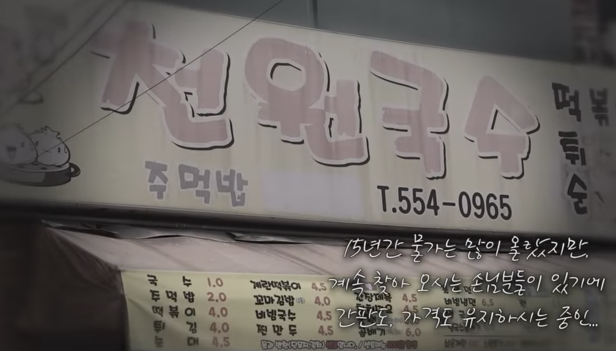 천원국수
주먹밥
T.554-0965
떡볶
튀
순
국 수 1.0
주 먹 밥 2.0
떡 볶 이 4.0
튀 김 4.0
순 대 4.5
계란떡볶이 4.5
꼬마김밥 4.0
비빔국수 4.5
찐 만 두 4.5
15년간 물가는 많이 올랐지만,
계속 찾아 오시는 손님분들이 있기에
간판도, 가격도 유지하시는 중인...